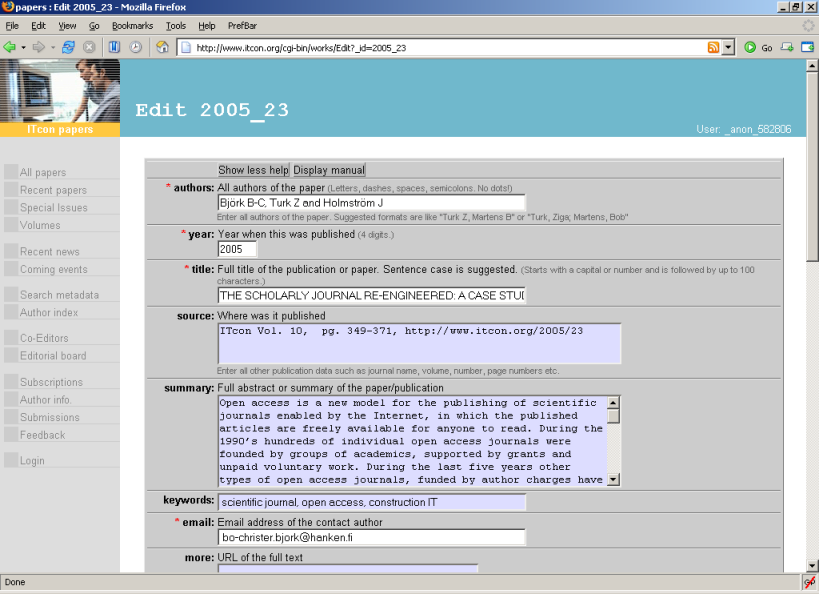 papers : Edit 2005_23 - Mozilla Firefox
File Edit View Go Bookmarks Tools Help PrefBar
http://www.itcon.org/cgi-bin/works/Edit?_id=2005_23 Go
Edit 2005_23
ITcon papers
User: _anon_582806
All papers
Recent papers
Special Issues
Volumes
Recent news
Coming events
Search metadata
Author index
Co-Editors
Editorial board
Subscriptions
Author info.
Submissions
Feedback
Login
Show less help Display manual
* authors: All authors of the paper (Letters, dashes, spaces, semicolons. No dots!)
Björk B-C, Turk Z and Holmström J
Enter all authors of the paper. Suggested formats are like "Turk Z, Martens B" or "Turk, Ziga; Martens, Bob"
* year: Year when this was published (4 digits.)
2005
* title: Full title of the publication or paper. Sentence case is suggested. (Starts with a capital or number and is followed by up to 100
characters.)
THE SCHOLARLY JOURNAL RE-ENGINEERED: A CASE STU
source: Where was it published
ITcon Vol. 10, pg. 349-371, http://www.itcon.org/2005/23
Enter all other publication data such as journal name, volume, number, page numbers etc.
summary: Full abstract or summary of the paper/publication
Open access is a new model for the publishing of scientific
journals enabled by the Internet, in which the published
articles are freely available for anyone to read. During the
1990's hundreds of individual open access journals were
founded by groups of academics, supported by grants and
unpaid voluntary work. During the last five years other
types of open access journals, funded by author charges have
keywords: scientific journal, open access, construction IT
* email: Email address of the contact author
bo-christer.bjork@hanken.fi
more: URL of the full text
Done